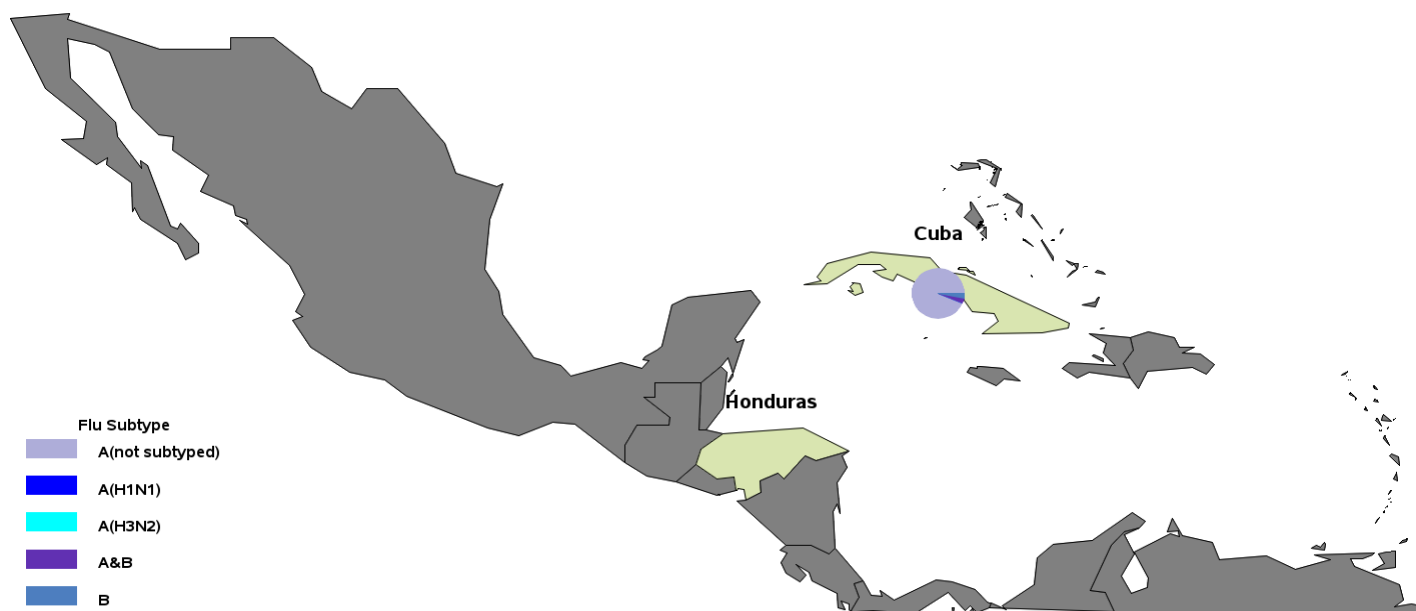 Cuba
Honduras
Flu Subtype
A(not subtyped)
A(H1N1)
A(H3N2)
A&B
B